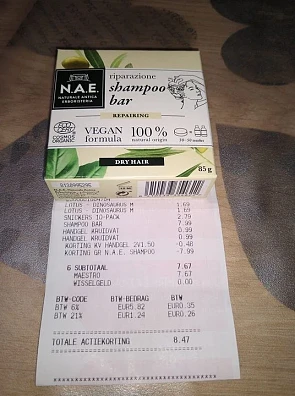 N.A.E.
NATURALE ANTICA
ERBORISTERIA
riparazione
shampoo
bar
REPAIRING
COSMOS
ORGANIC
VEGAN
formula
100%
natural origin
DRY HAIR
85g
LOTUS - DINOSAURUS M 1.69
LOTUS - DINOSAURUS M 1.69
SNICKERS 10-PACK 2.79
SHAMPOO BAR 7.99
HANDGEL KRUIDVAT 0.99
HANDGEL KRUIDVAT 0.99
KORTING KV HANDGEL 2V1.50 -0.48
KORTING GR N.A.E. SHAMPOO -7.99
6 SUBTOTAAL 7.67
MAESTRO 7.67
WISSELGELD 0.00
BTW-CODE BTW-BEDRAG BTW
BTW 6% EUR5.82 EUR0.35
BTW 21% EUR1.24 EUR0.26
TOTALE ACTIEKORTING 8.47